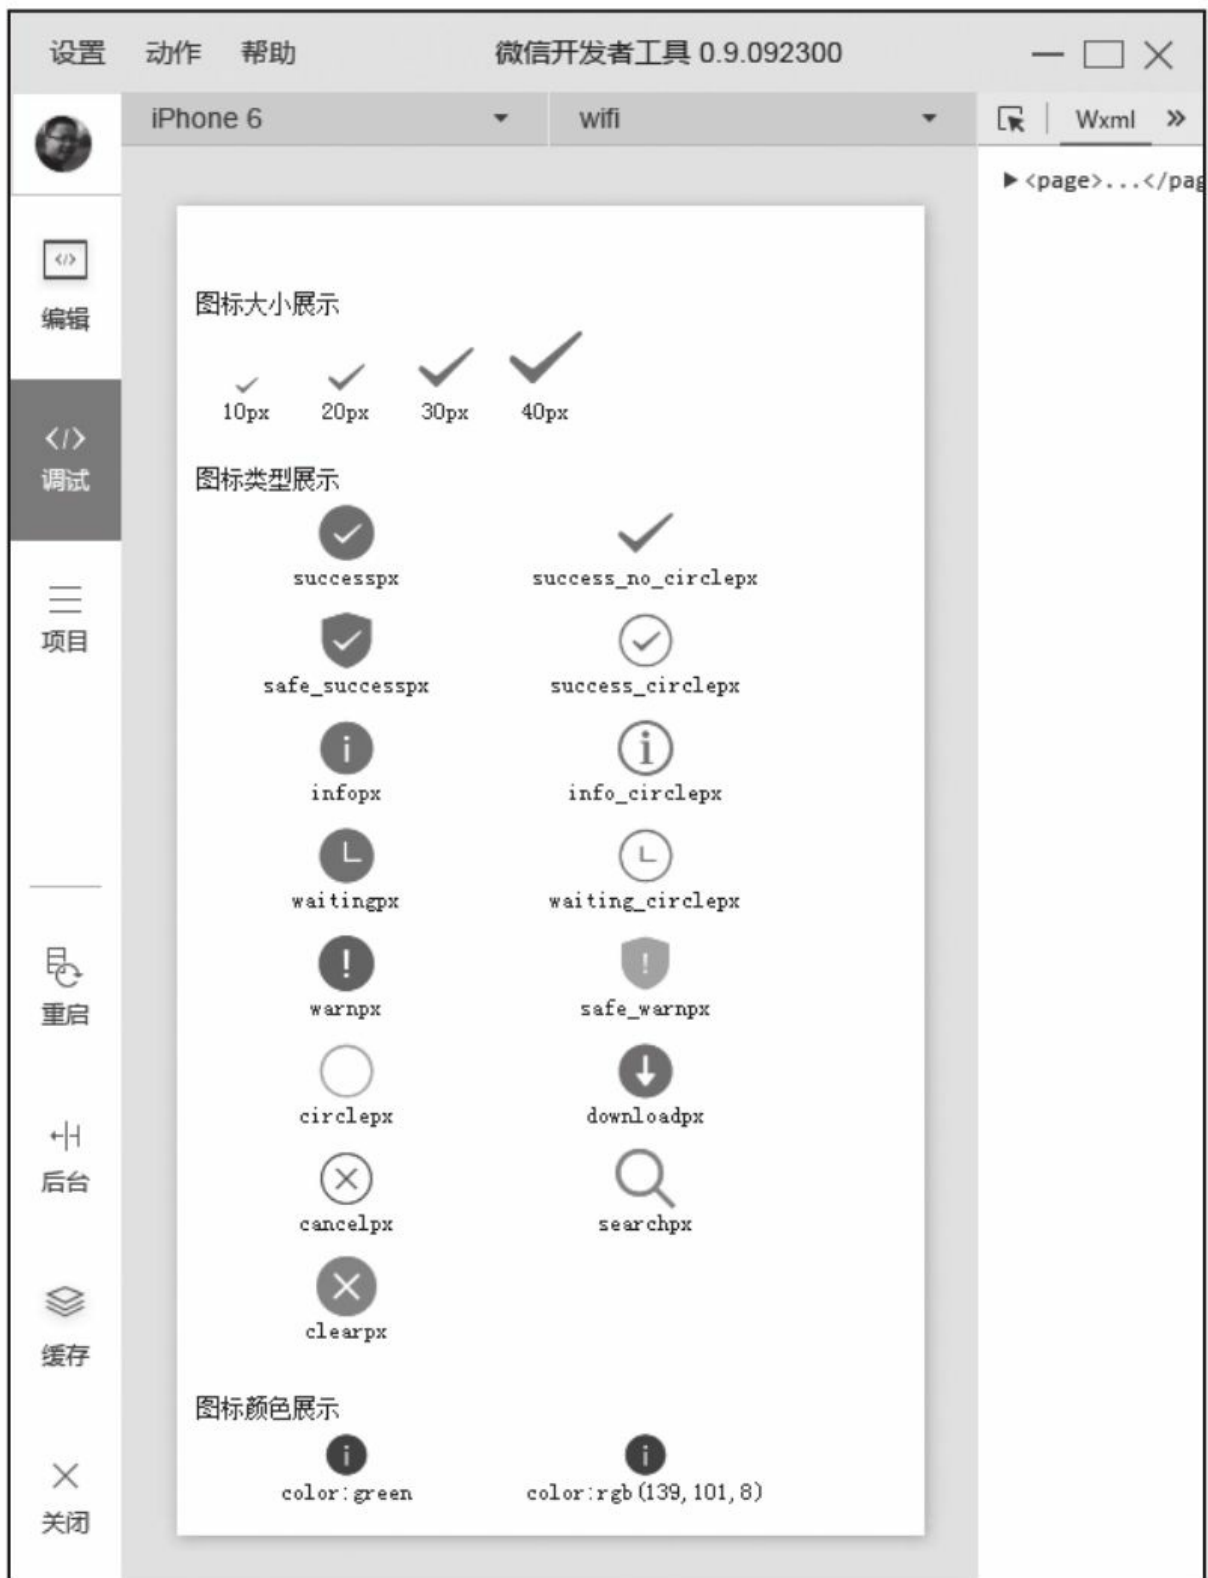 设置 动作 帮助 微信开发者工具 0.9.092300
iPhone 6 wifi Wxml »
▶<page>...</pag
</>
编辑
</>
调试
项目
重启
后台
缓存
关闭
图标大小展示
10px 20px 30px 40px
图标类型展示
successpx success_no_circlepx
safe_successpx success_circlepx
infopx info_circlepx
waitingpx waiting_circlepx
warnpx safe_warnpx
circlepx downloadpx
cancelpx searchpx
clearpx
图标颜色展示
color:green color:rgb(139,101,8)